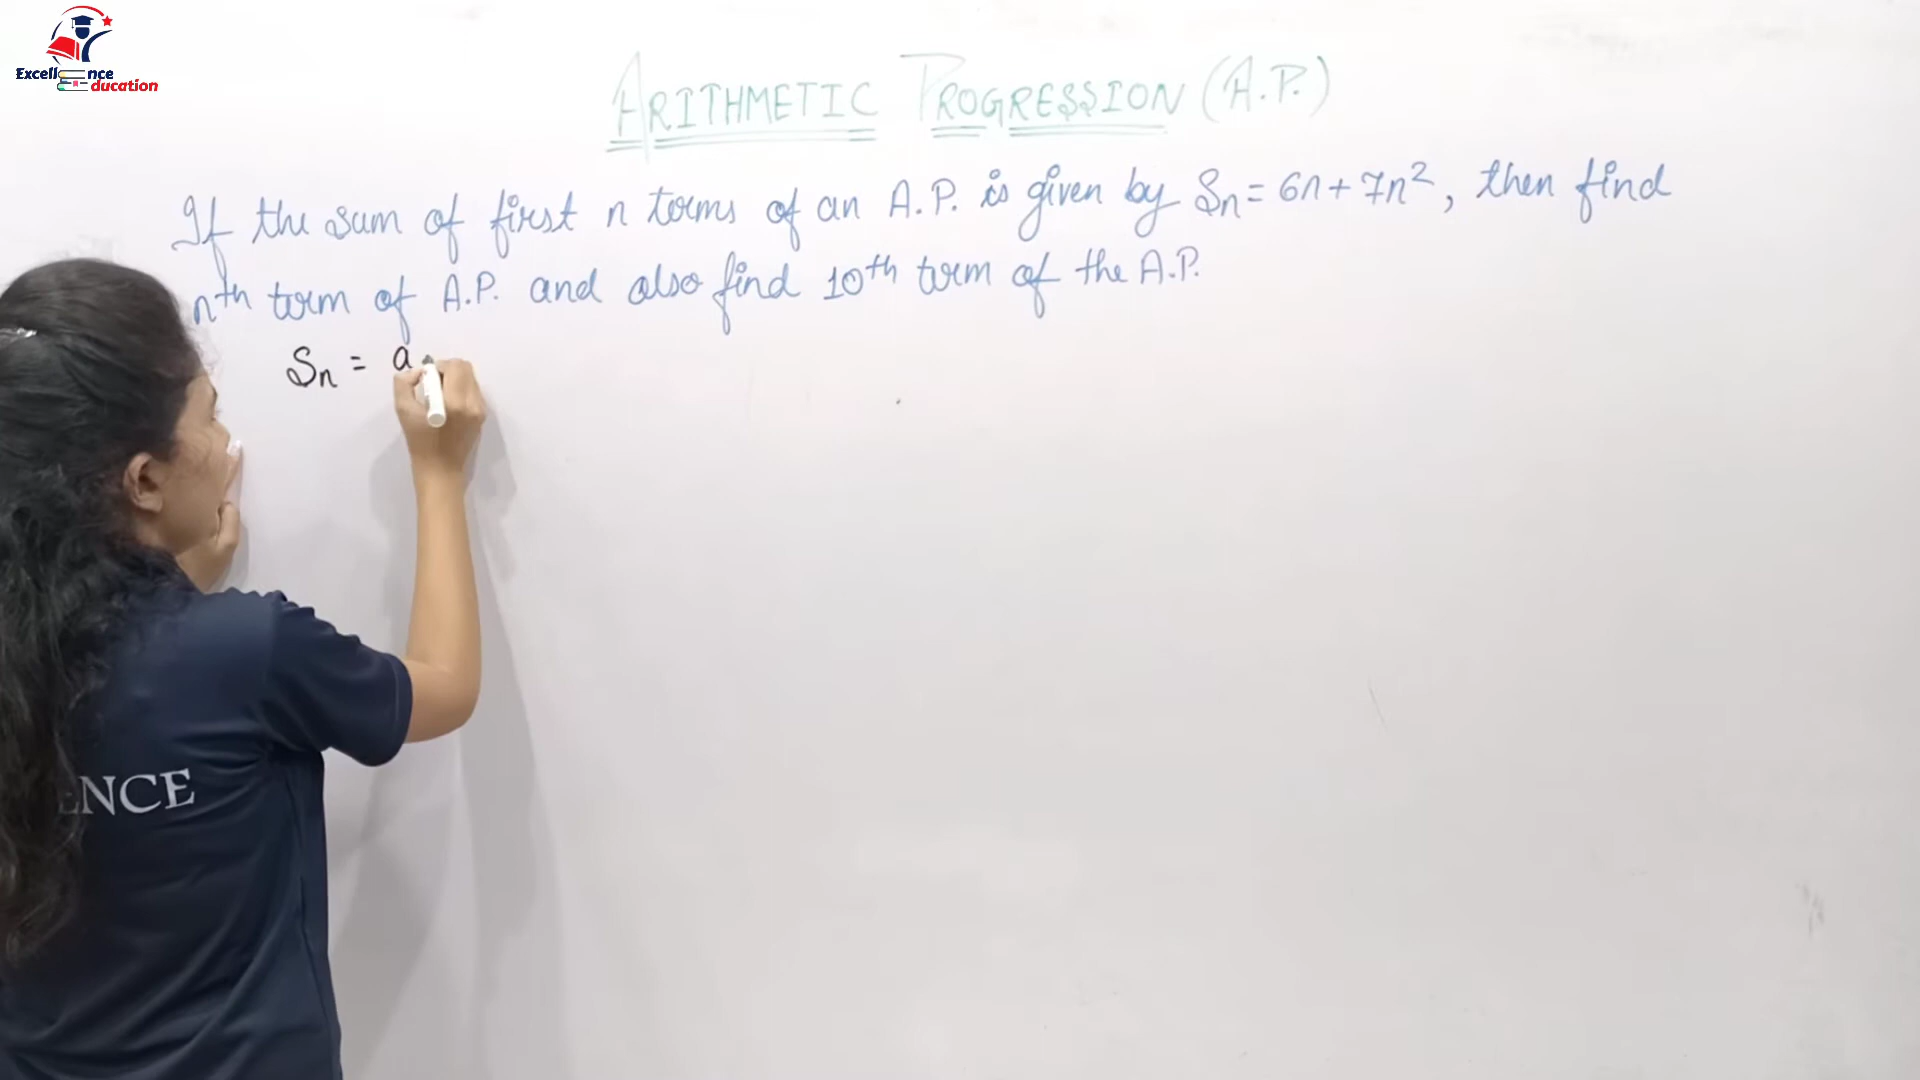 Excellence
Education
ARITHMETIC PROGRESSION (A.P.)
If the sum of first n terms of an A.P. is given by Sn = 6n + 7n², then find
nth term of A.P. and also find 10th term of the A.P.
Sn = a
ENCE